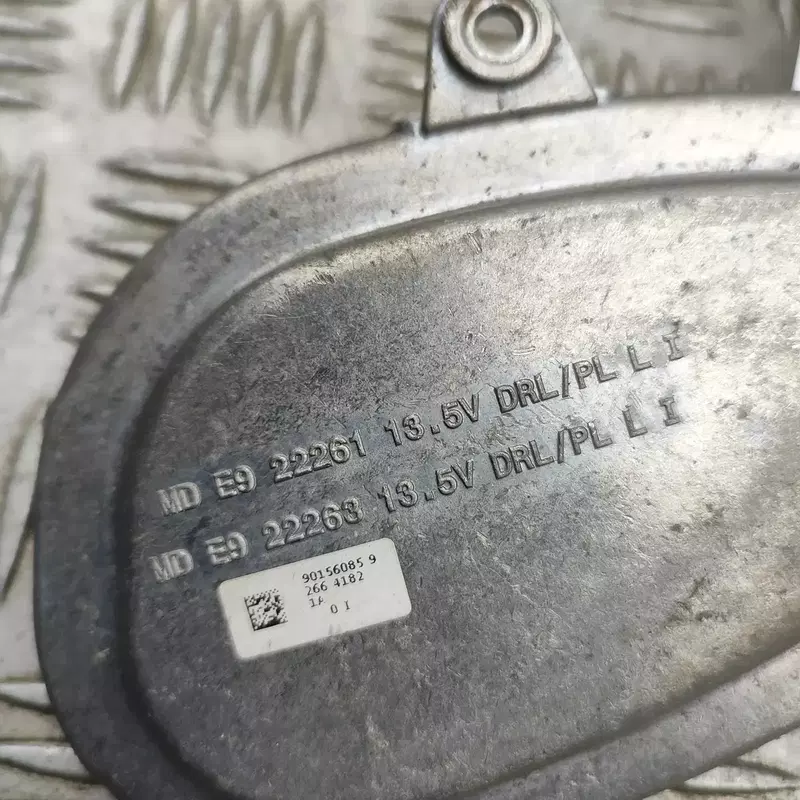 MD E9 22261 13.5V DRL/PL L I
MD E9 22263 13.5V DRL/PL L I
90156085 9
266 4182
0 I